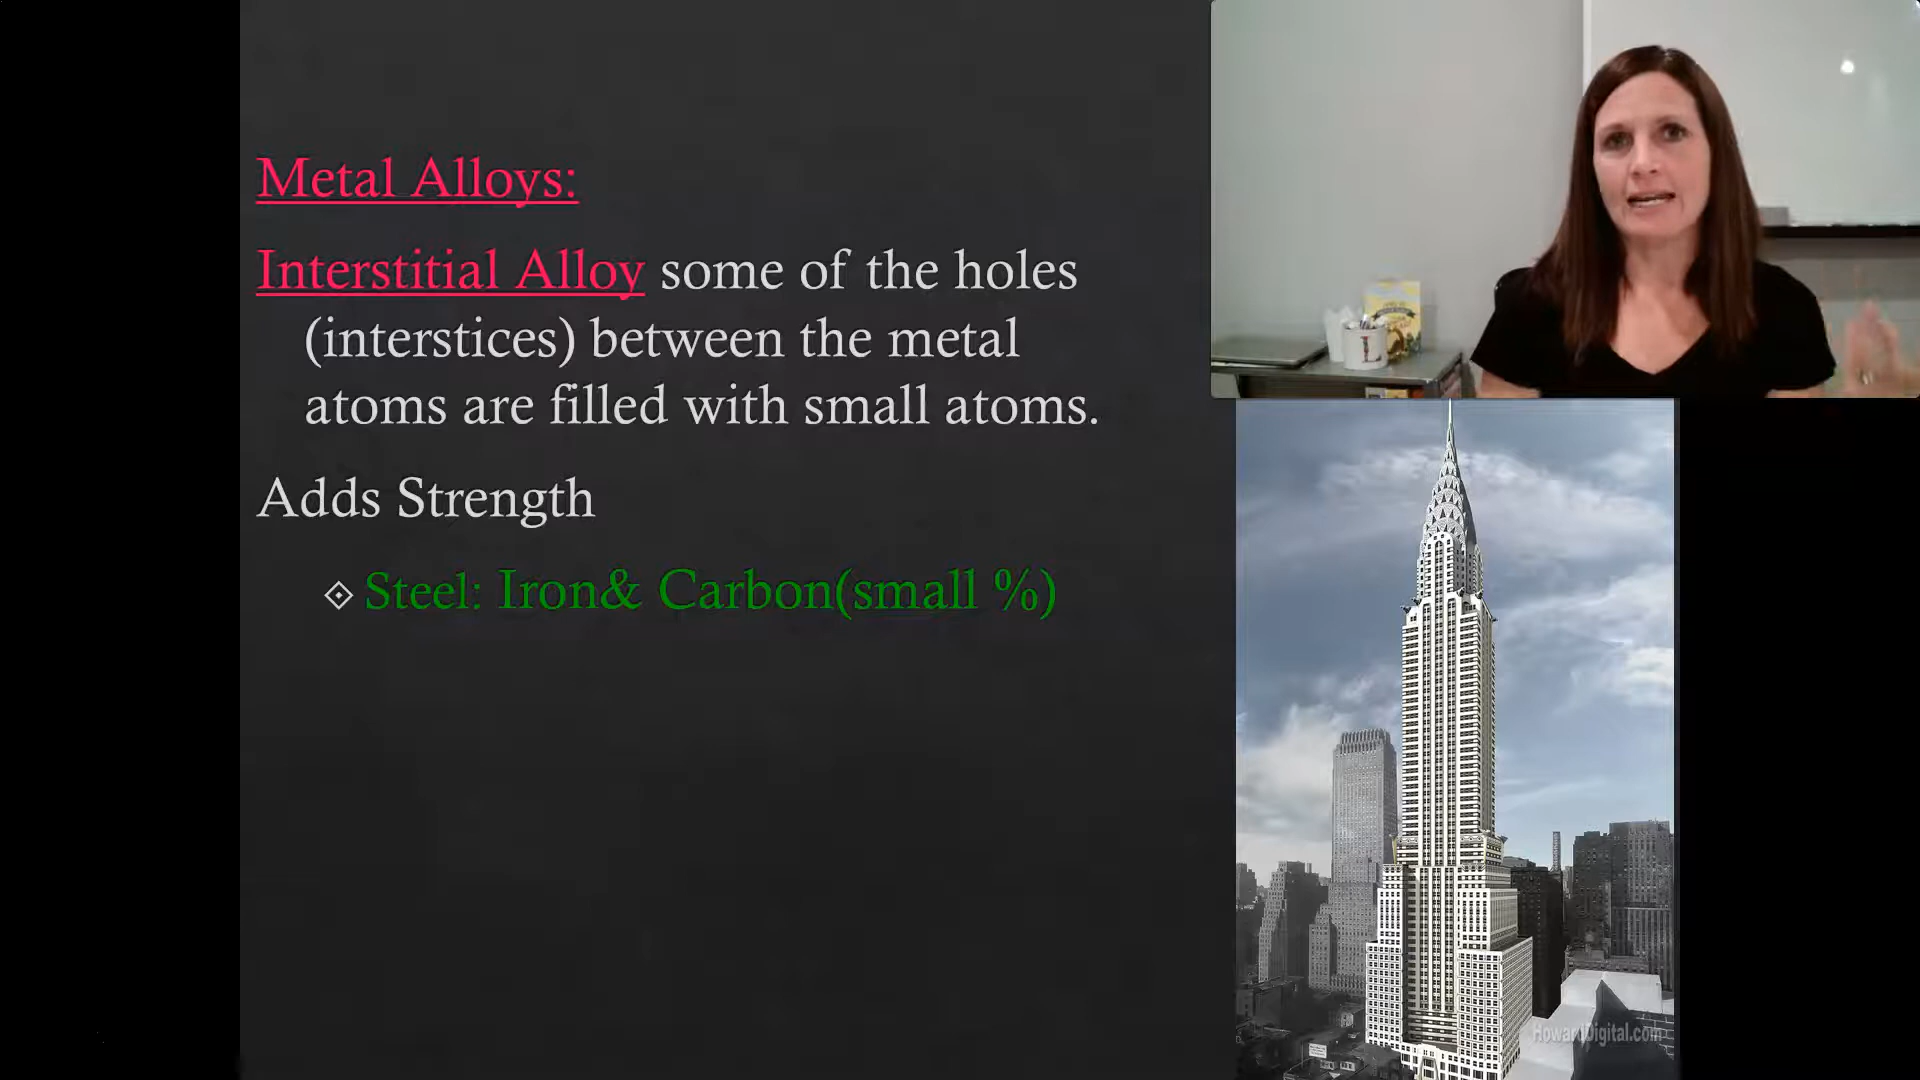 Metal Alloys:
Interstitial Alloy some of the holes
(interstices) between the metal
atoms are filled with small atoms.
Adds Strength
Steel: Iron& Carbon(small %)
HowardDigital.com